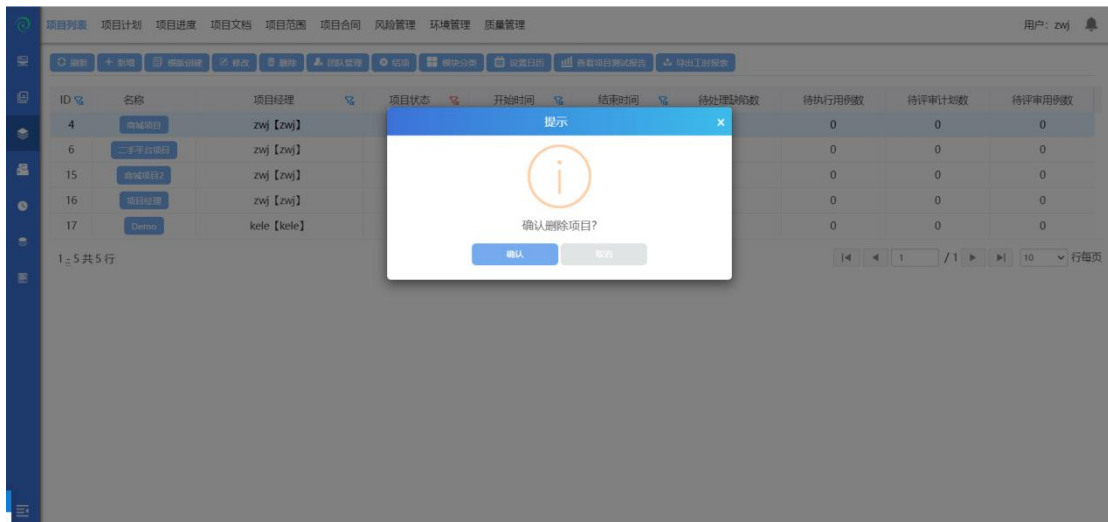 项目列表 项目计划 项目进度 项目文档 项目范围 项目合同 风险管理 环境管理 质量管理 用户：zwj
刷新 新增 模版创建 修改 删除 团队管理 结项 模块分类 设置日历 查看项目测试报告 导出工时报表
ID 名称 项目经理 项目状态 开始时间 结束时间 待处理缺陷数 待执行用例数 待评审计划数 待评审用例数
提示 ×
4 商城项目 zwj【zwj】 0 0 0
6 二手平台项目 zwj【zwj】 0 0 0
15 商城项目2 zwj【zwj】 0 0 0
16 项目经理 zwj【zwj】 0 0 0
17 Demo kele【kele】 0 0 0
确认删除项目?
确认 取消
1 - 5 共 5 行 1 / 1 10 行每页